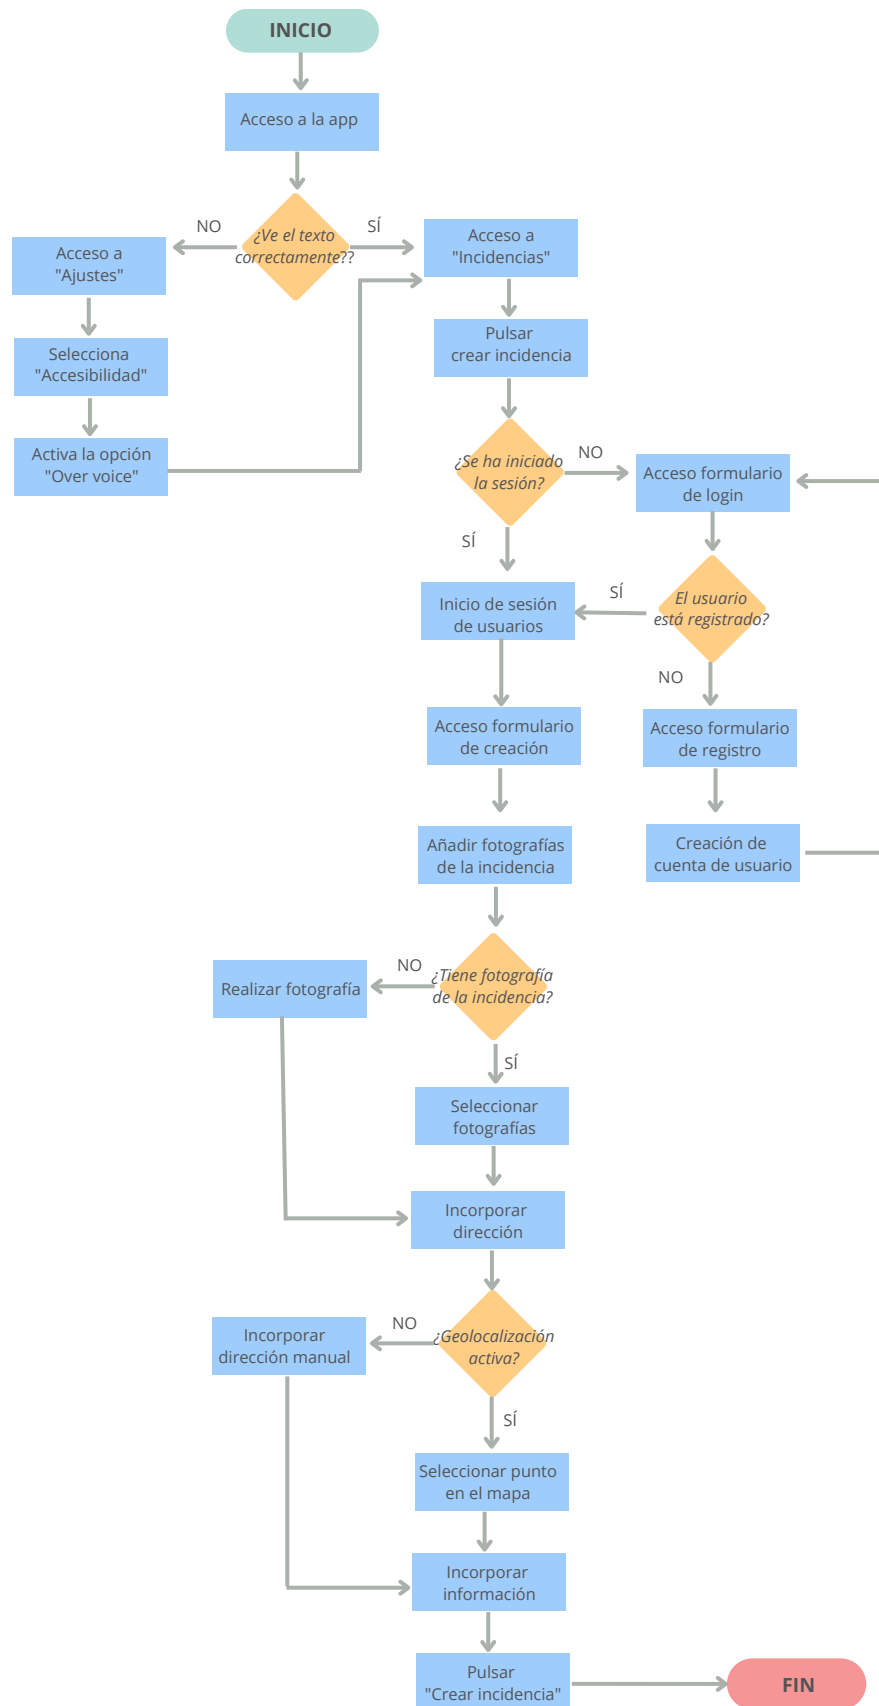 INICIO
Acceso a la app
NO
¿Ve el texto
correctamente??
SÍ
Acceso a
"Ajustes"
Acceso a
"Incidencias"
Selecciona
"Accesibilidad"
Pulsar
crear incidencia
Activa la opción
"Over voice"
¿Se ha iniciado
la sesión?
NO
Acceso formulario
de login
SÍ
Inicio de sesión
de usuarios
SÍ
El usuario
está registrado?
NO
Acceso formulario
de creación
Acceso formulario
de registro
Añadir fotografías
de la incidencia
Creación de
cuenta de usuario
Realizar fotografía
NO
¿Tiene fotografía
de la incidencia?
SÍ
Seleccionar
fotografías
Incorporar
dirección
Incorporar
dirección manual
NO
¿Geolocalización
activa?
SÍ
Seleccionar punto
en el mapa
Incorporar
información
Pulsar
"Crear incidencia"
FIN